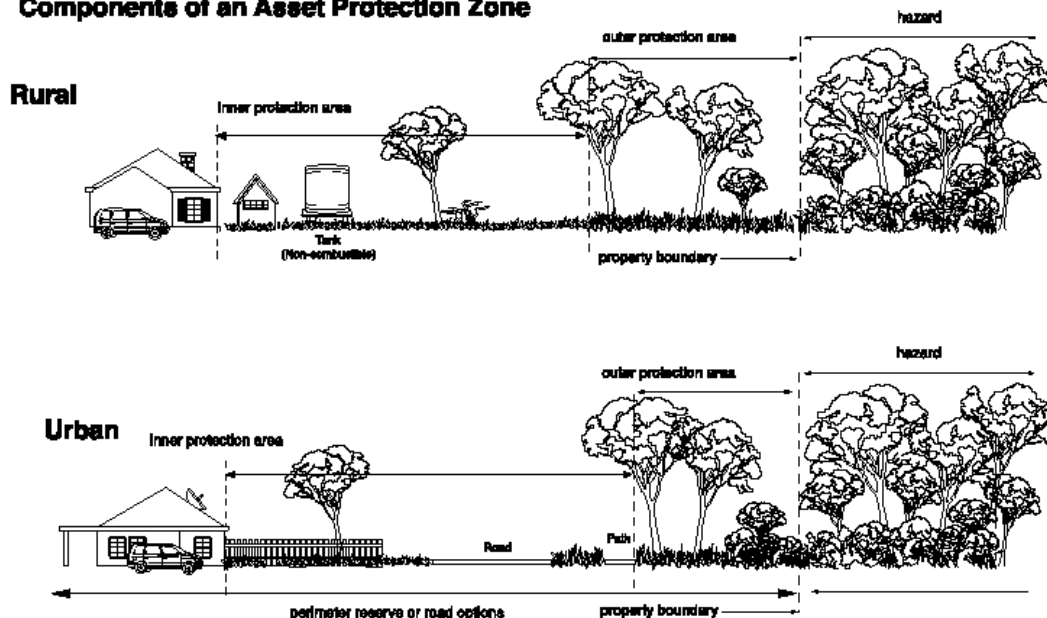 Components of an Asset Protection Zone
hazard
outer protection area
Rural
inner protection area
Tank
(Non-combustible)
property boundary
hazard
outer protection area
Urban
inner protection area
Road
Path
perimeter reserve or road options
property boundary